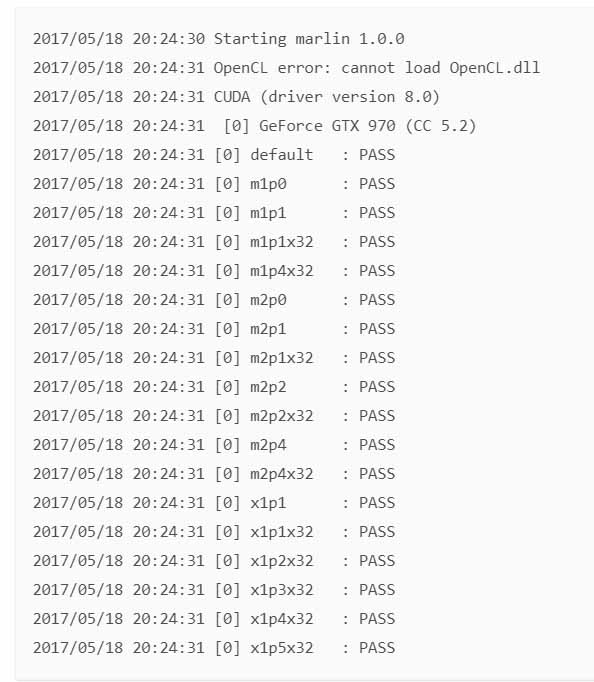 2017/05/18 20:24:30 Starting marlin 1.0.0
2017/05/18 20:24:31 OpenCL error: cannot load OpenCL.dll
2017/05/18 20:24:31 CUDA (driver version 8.0)
2017/05/18 20:24:31  [0] GeForce GTX 970 (CC 5.2)
2017/05/18 20:24:31 [0] default   : PASS
2017/05/18 20:24:31 [0] m1p0      : PASS
2017/05/18 20:24:31 [0] m1p1      : PASS
2017/05/18 20:24:31 [0] m1p1x32   : PASS
2017/05/18 20:24:31 [0] m1p4x32   : PASS
2017/05/18 20:24:31 [0] m2p0      : PASS
2017/05/18 20:24:31 [0] m2p1      : PASS
2017/05/18 20:24:31 [0] m2p1x32   : PASS
2017/05/18 20:24:31 [0] m2p2      : PASS
2017/05/18 20:24:31 [0] m2p2x32   : PASS
2017/05/18 20:24:31 [0] m2p4      : PASS
2017/05/18 20:24:31 [0] m2p4x32   : PASS
2017/05/18 20:24:31 [0] x1p1      : PASS
2017/05/18 20:24:31 [0] x1p1x32   : PASS
2017/05/18 20:24:31 [0] x1p2x32   : PASS
2017/05/18 20:24:31 [0] x1p3x32   : PASS
2017/05/18 20:24:31 [0] x1p4x32   : PASS
2017/05/18 20:24:31 [0] x1p5x32   : PASS